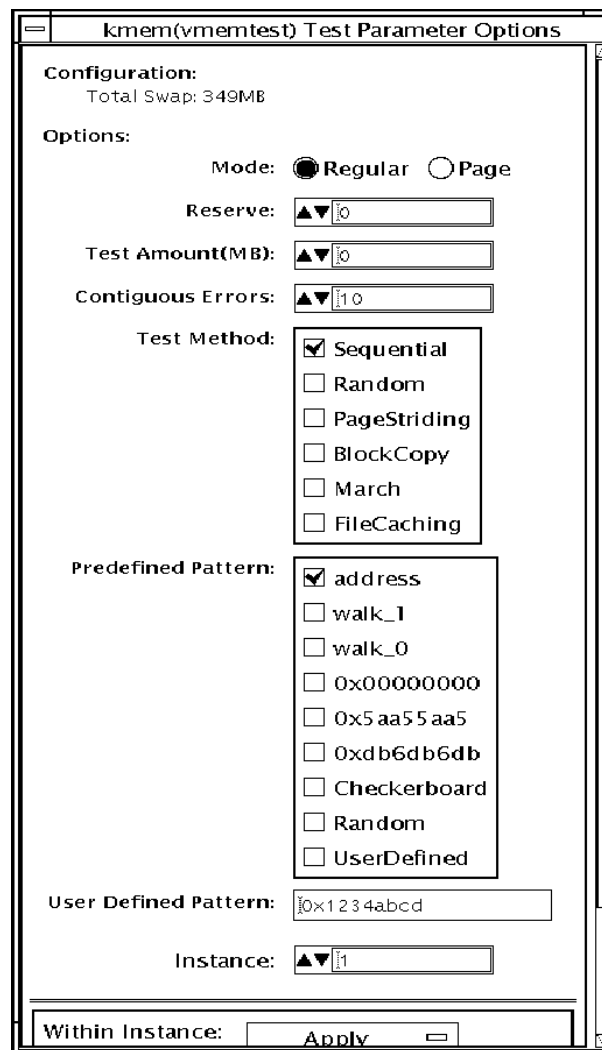 kmem(vmemtest) Test Parameter Options
Configuration:
Total Swap: 349MB
Options:
Mode: Regular Page
Reserve: 0
Test Amount(MB): 0
Contiguous Errors: 10
Test Method: Sequential
Random
PageStriding
BlockCopy
March
FileCaching
Predefined Pattern: address
walk_1
walk_0
0x00000000
0x5aa55aa5
0xdb6db6db
Checkerboard
Random
UserDefined
User Defined Pattern: 0x1234abcd
Instance: 1
Within Instance: Apply